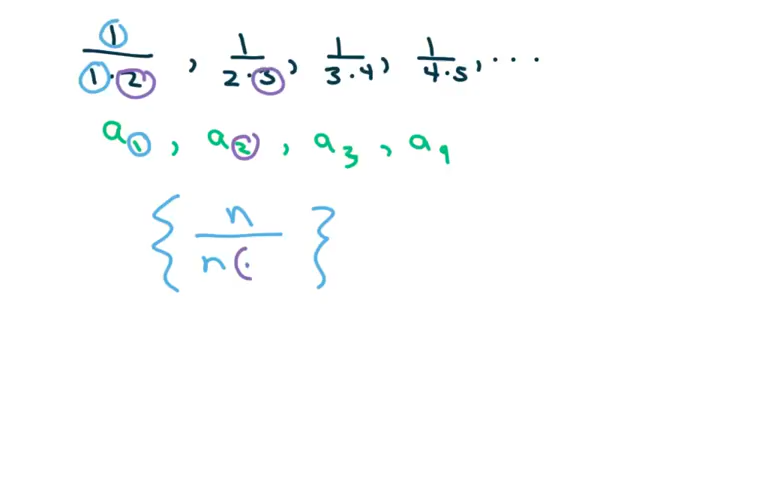 1/(1·2), 1/(2·3), 1/(3·4), 1/(4·5), ···
a₁, a₂, a₃, a₄
{ n/(n( }